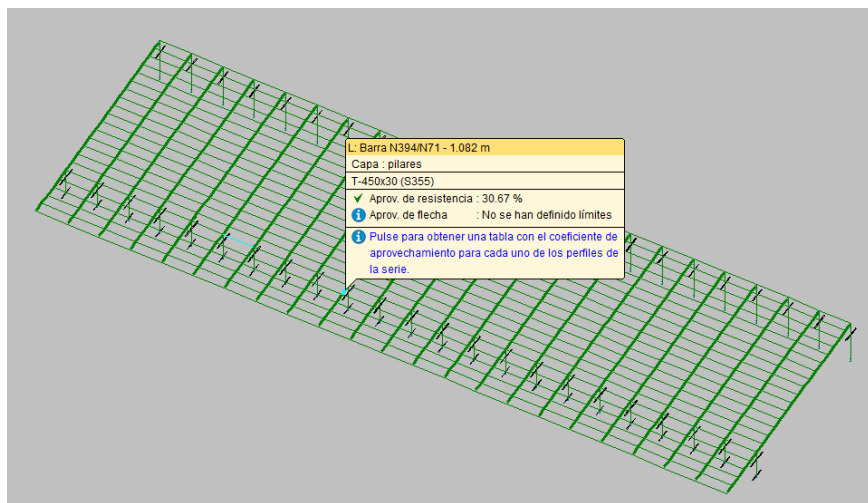 L: Barra N394/N71 - 1.082 m
Capa : pilares
T-450x30 (S355)
Aprov. de resistencia : 30.67 %
Aprov. de flecha : No se han definido límites
Pulse para obtener una tabla con el coeficiente de
aprovechamiento para cada uno de los perfiles de
la serie.